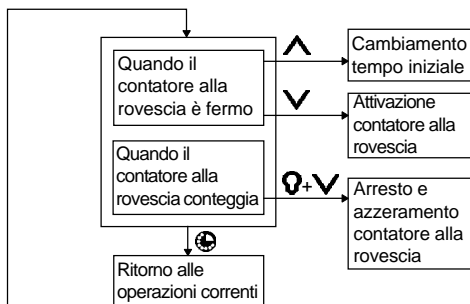 Quando il
contatore alla
rovescia è fermo
Cambiamento
tempo iniziale
Attivazione
contatore alla
rovescia
Quando il
contatore alla
rovescia conteggia
+
Arresto e
azzeramento
contatore alla
rovescia
Ritorno alle
operazioni correnti